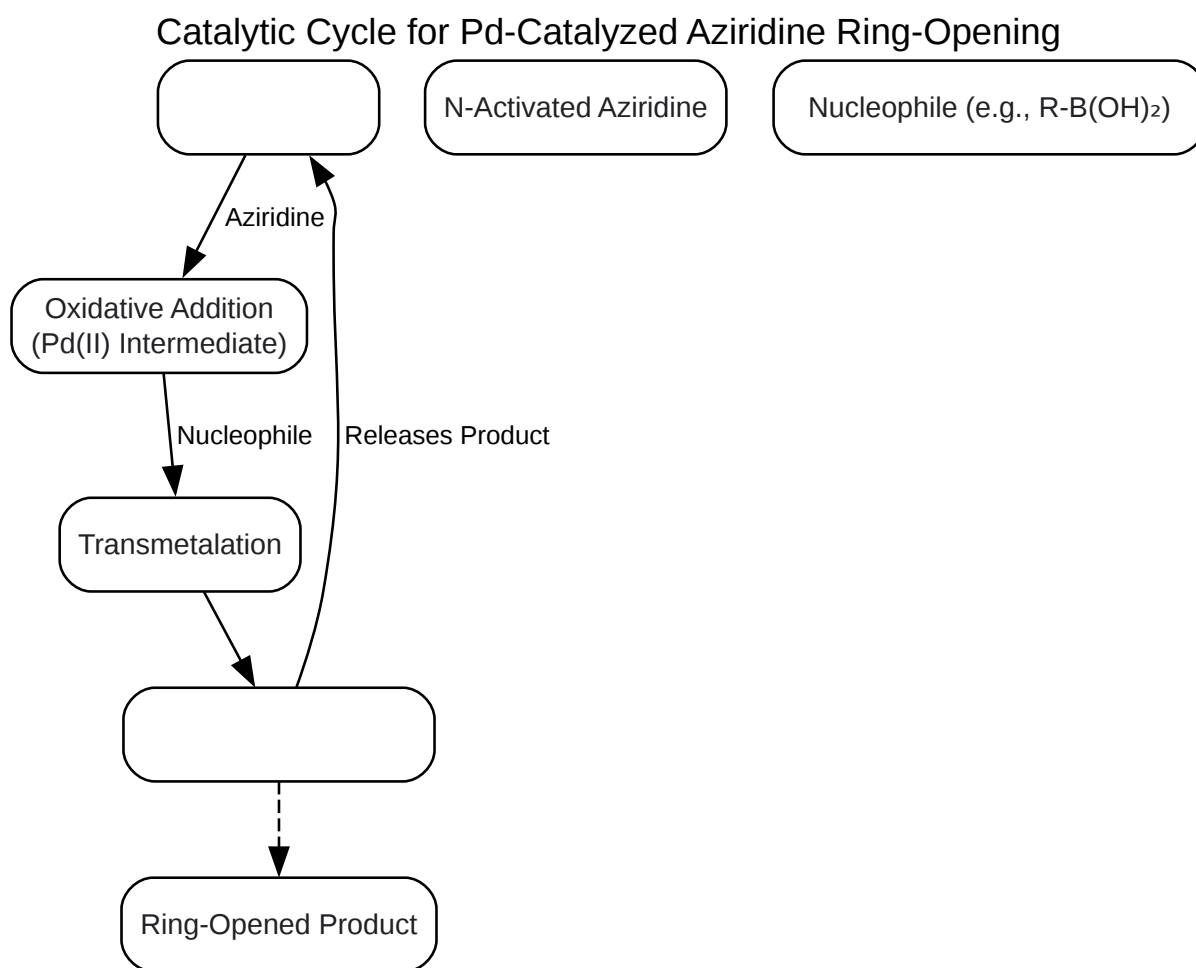 Catalytic Cycle for Pd-Catalyzed Aziridine Ring-Opening
N-Activated Aziridine
Nucleophile (e.g., R-B(OH)₂)
Aziridine
Oxidative Addition
(Pd(II) Intermediate)
Nucleophile
Releases Product
Transmetalation
Ring-Opened Product